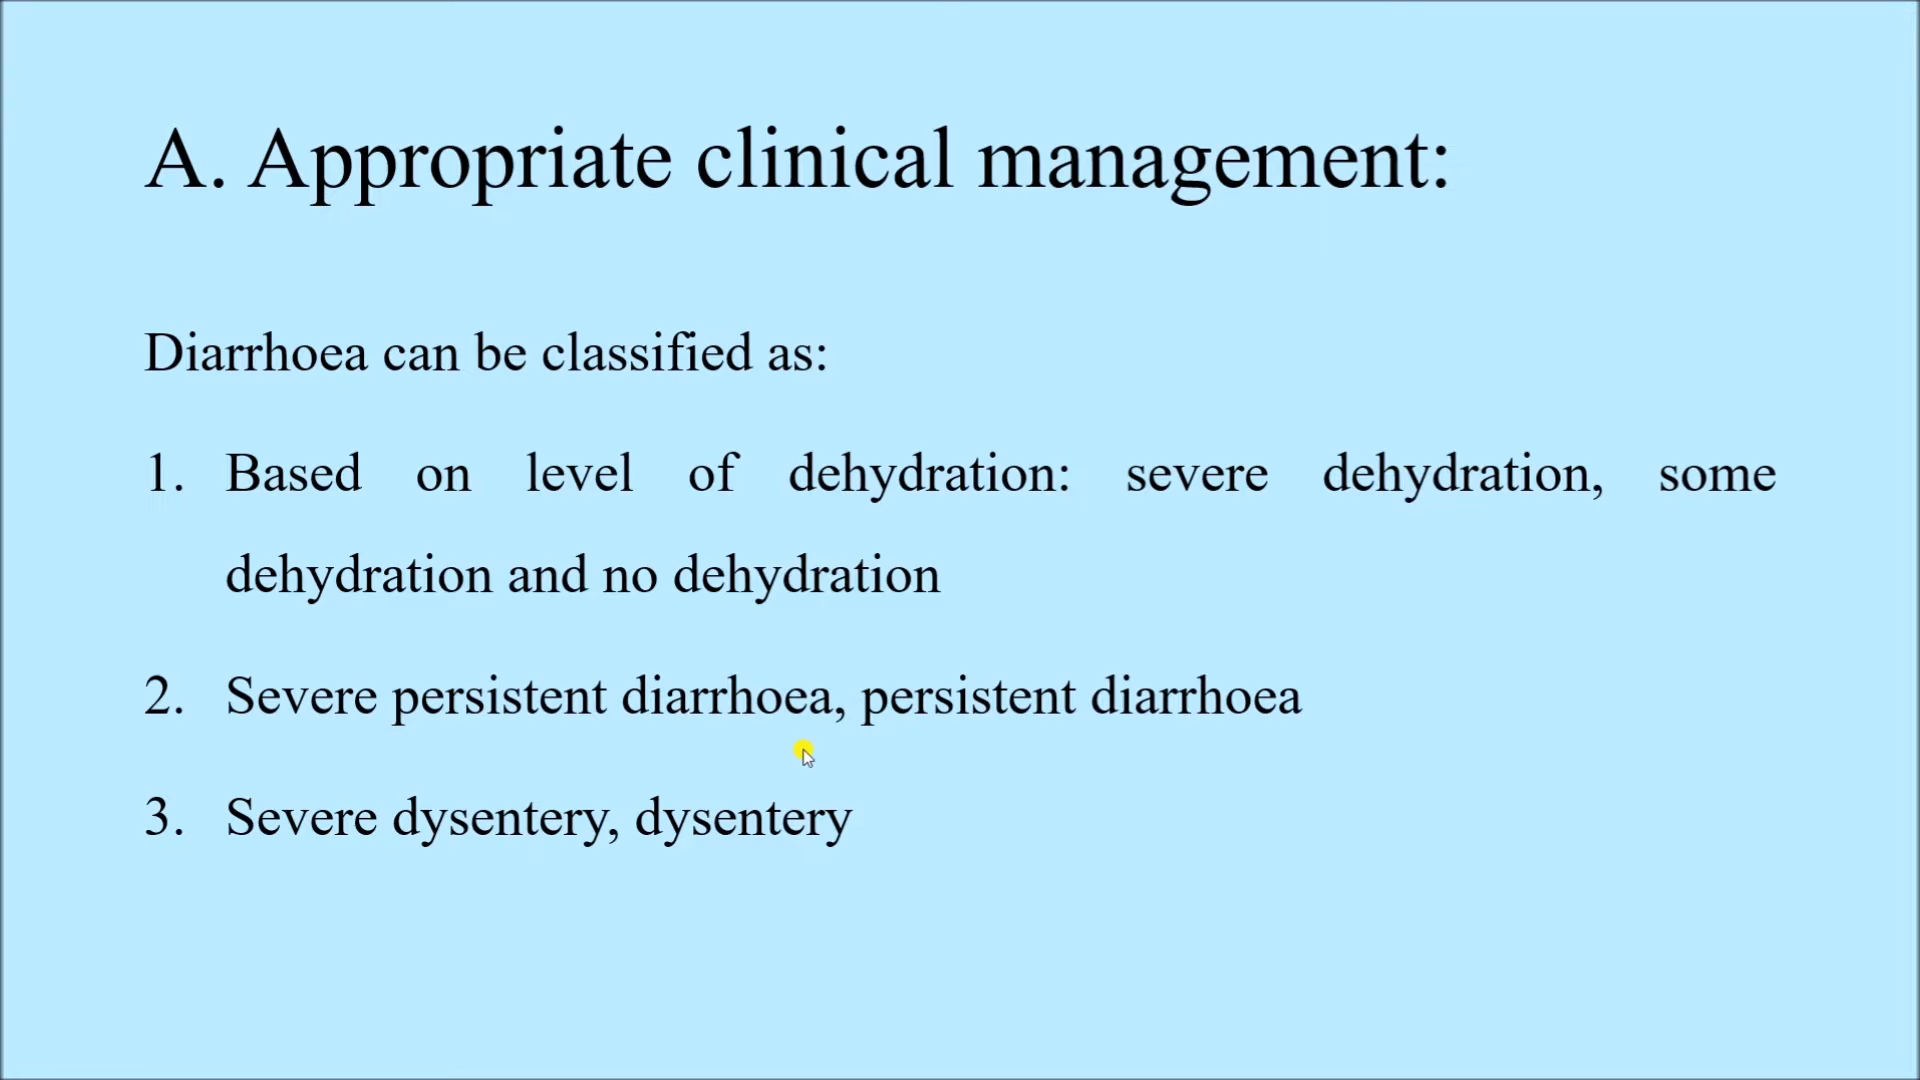 A. Appropriate clinical management:
Diarrhoea can be classified as:
1. Based on level of dehydration: severe dehydration, some
dehydration and no dehydration
2. Severe persistent diarrhoea, persistent diarrhoea
3. Severe dysentery, dysentery